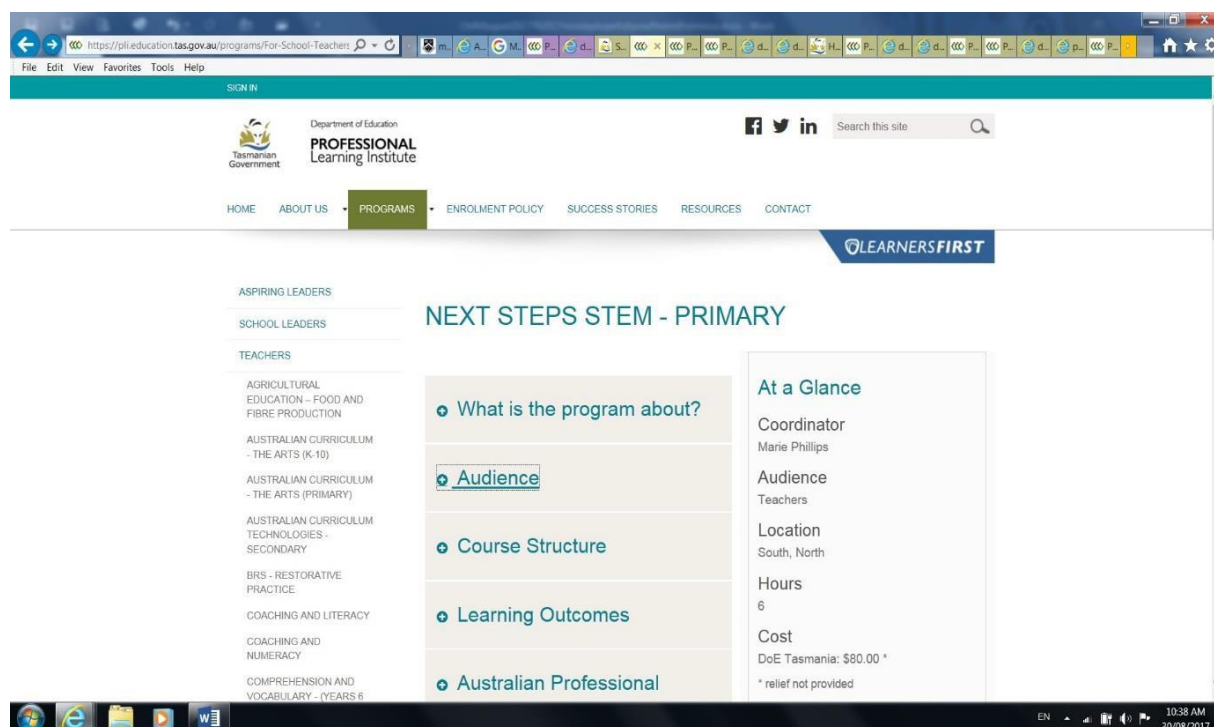 https://pli.education.tas.gov.au/programs/For-School-Teachers
m... A... G M... P... d... S... P... P... d... d... H... P... d... d... P... P... d... p... P...
File Edit View Favorites Tools Help
SIGN IN
Tasmanian
Government
Department of Education
PROFESSIONAL
Learning Institute
Search this site
HOME ABOUT US PROGRAMS ENROLMENT POLICY SUCCESS STORIES RESOURCES CONTACT
LEARNERSFIRST
ASPIRING LEADERS
SCHOOL LEADERS
TEACHERS
AGRICULTURAL
EDUCATION – FOOD AND
FIBRE PRODUCTION
AUSTRALIAN CURRICULUM
- THE ARTS (K-10)
AUSTRALIAN CURRICULUM
- THE ARTS (PRIMARY)
AUSTRALIAN CURRICULUM
TECHNOLOGIES -
SECONDARY
BRS - RESTORATIVE
PRACTICE
COACHING AND LITERACY
COACHING AND
NUMERACY
COMPREHENSION AND
VOCABULARY - (YEARS 6
NEXT STEPS STEM - PRIMARY
What is the program about?
Audience
Course Structure
Learning Outcomes
Australian Professional
At a Glance
Coordinator
Marie Phillips
Audience
Teachers
Location
South, North
Hours
6
Cost
DoE Tasmania: $80.00 *
* relief not provided
EN
10:38 AM
30/08/2017